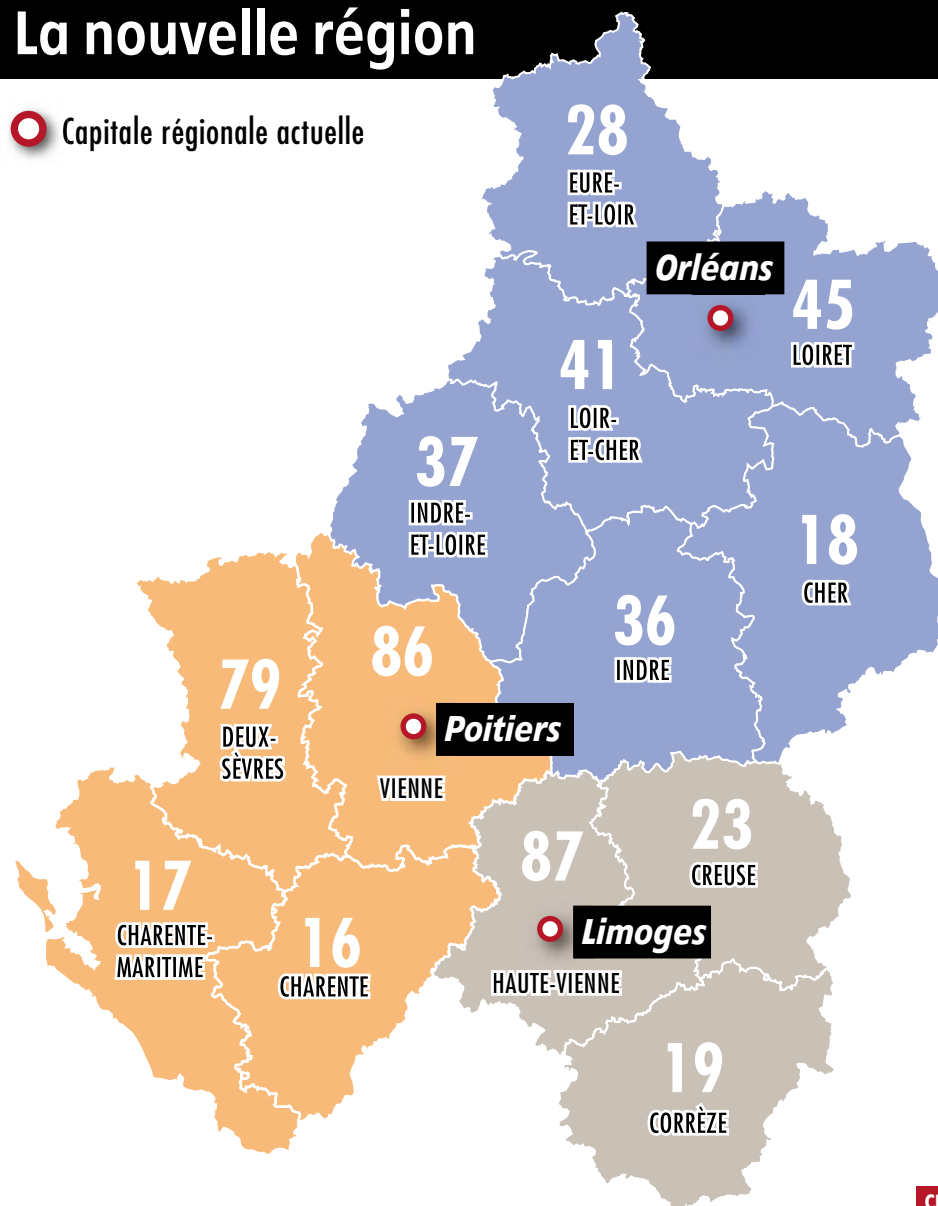 La nouvelle région
Capitale régionale actuelle
28
EURE-
ET-LOIR
Orléans
45
LOIRET
41
LOIR-
ET-CHER
37
INDRE-
ET-LOIRE
18
CHER
36
INDRE
86
79
DEUX-
SÈVRES
Poitiers
VIENNE
23
CREUSE
87
17
CHARENTE-
MARITIME
16
CHARENTE
Limoges
HAUTE-VIENNE
19
CORRÈZE